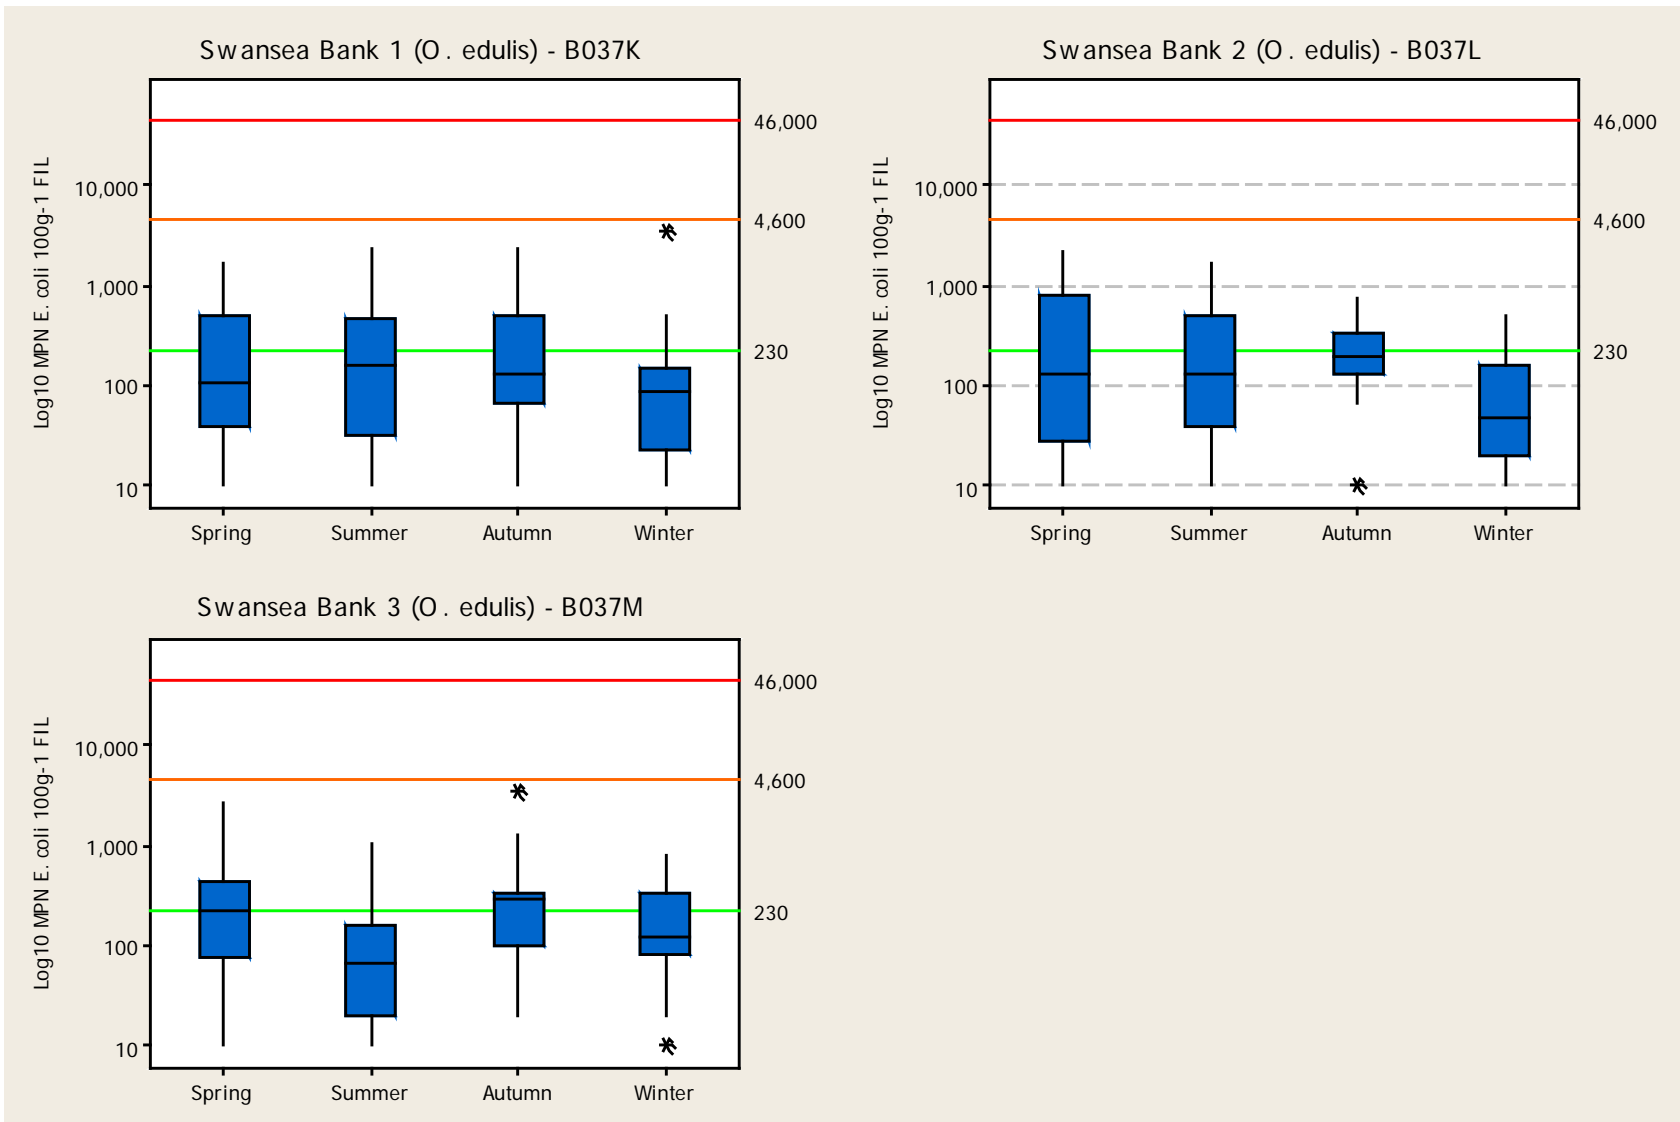 Swansea Bank 1 (O. edulis) - B037K
Log10 MPN E. coli 100g-1 FIL
10,000
1,000
100
10
46,000
4,600
230
Spring Summer Autumn Winter
Swansea Bank 2 (O. edulis) - B037L
Log10 MPN E. coli 100g-1 FIL
10,000
1,000
100
10
46,000
4,600
230
Spring Summer Autumn Winter
Swansea Bank 3 (O. edulis) - B037M
Log10 MPN E. coli 100g-1 FIL
10,000
1,000
100
10
46,000
4,600
230
Spring Summer Autumn Winter